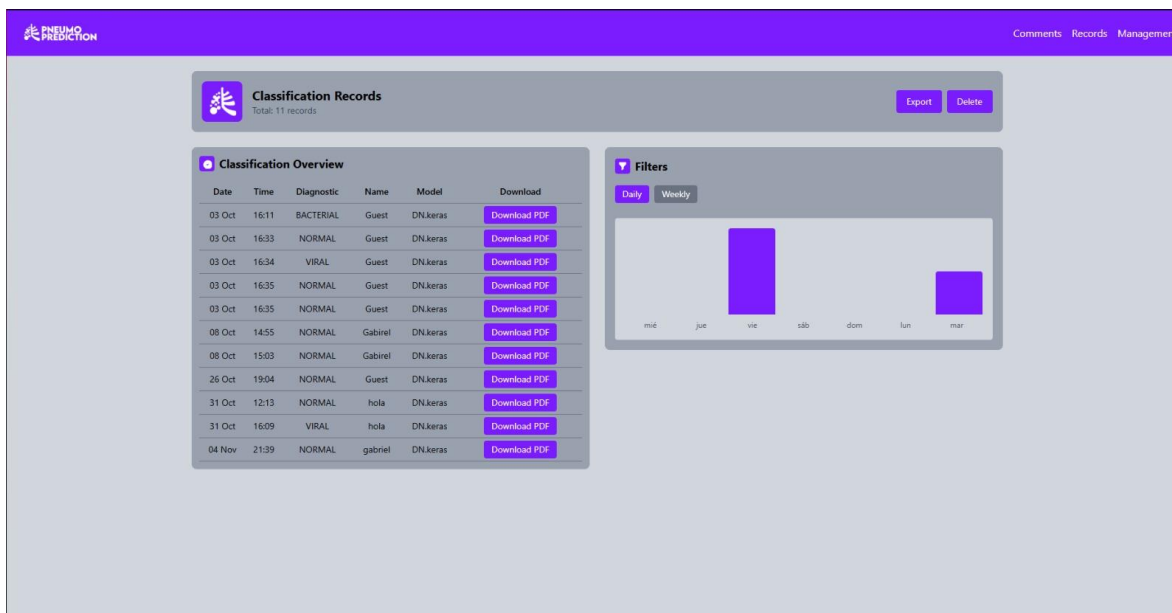 PNEUMO
PREDICTION
Comments Records Managemen
Classification Records
Total: 11 records
Export Delete
Classification Overview
Date Time Diagnostic Name Model Download
03 Oct 16:11 BACTERIAL Guest DN.keras Download PDF
03 Oct 16:33 NORMAL Guest DN.keras Download PDF
03 Oct 16:34 VIRAL Guest DN.keras Download PDF
03 Oct 16:35 NORMAL Guest DN.keras Download PDF
03 Oct 16:35 NORMAL Guest DN.keras Download PDF
08 Oct 14:55 NORMAL Gabirel DN.keras Download PDF
08 Oct 15:03 NORMAL Gabirel DN.keras Download PDF
26 Oct 19:04 NORMAL Guest DN.keras Download PDF
31 Oct 12:13 NORMAL hola DN.keras Download PDF
31 Oct 16:09 VIRAL hola DN.keras Download PDF
04 Nov 21:39 NORMAL gabriel DN.keras Download PDF
Filters
Daily Weekly
mié jue vie sáb dom lun mar